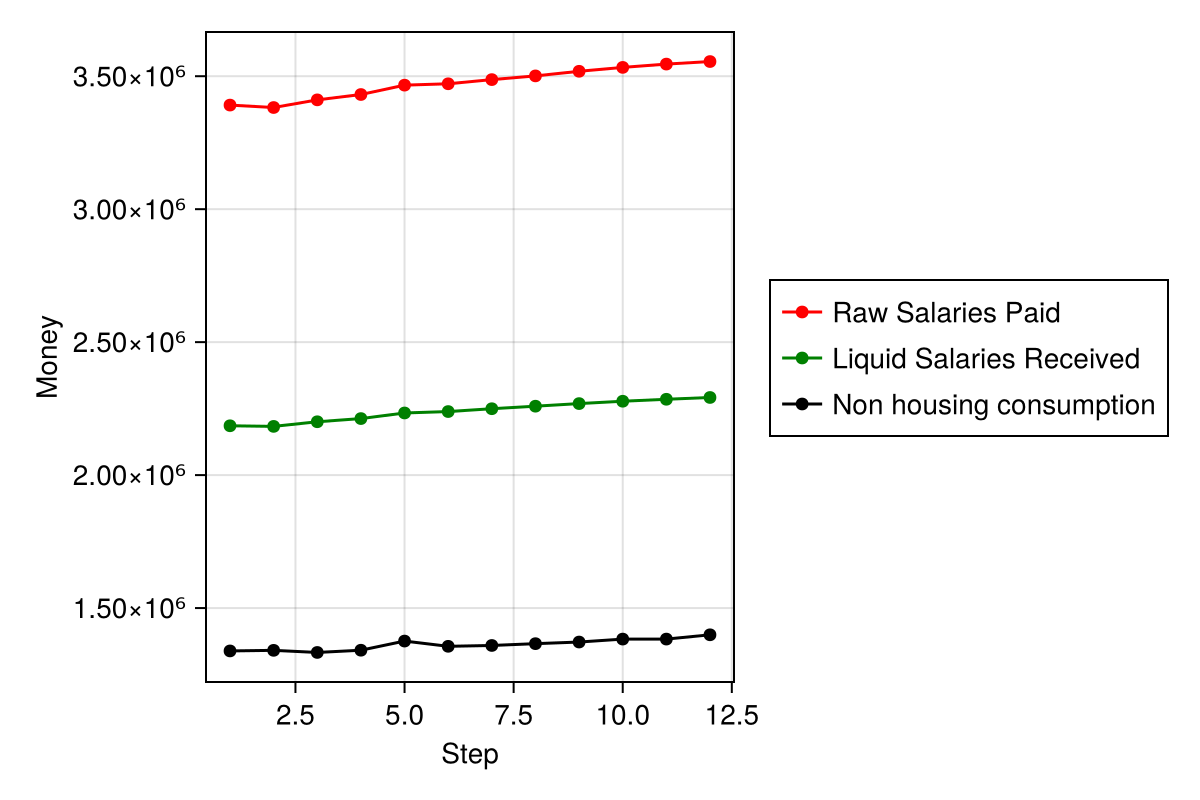 3.50×10⁶
3.00×10⁶
2.50×10⁶
2.00×10⁶
1.50×10⁶
Money
2.5 5.0 7.5 10.0 12.5
Step
Raw Salaries Paid
Liquid Salaries Received
Non housing consumption